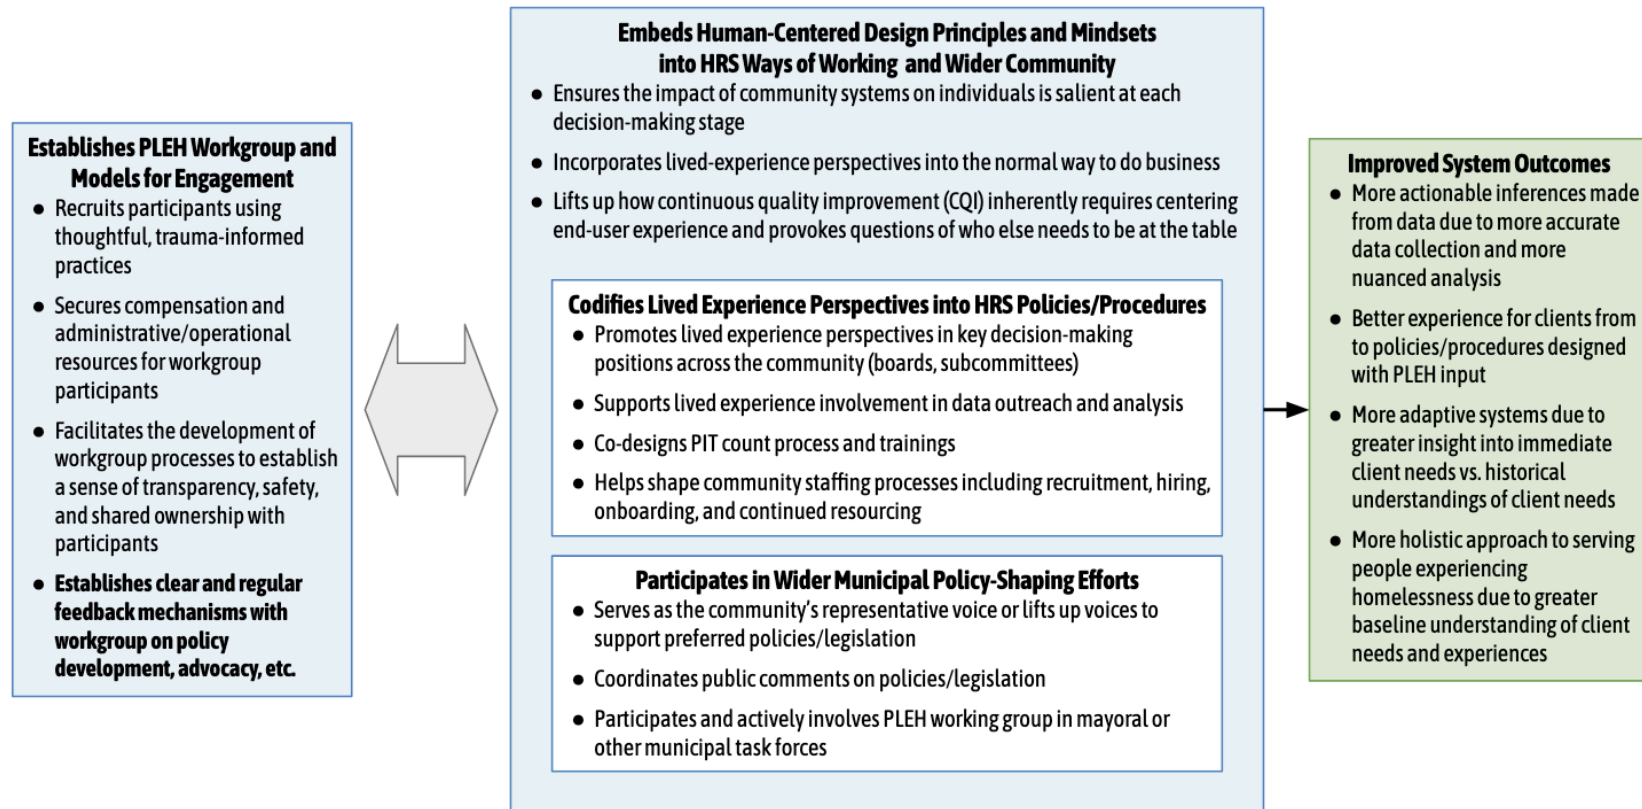 Establishes PLEH Workgroup and
Models for Engagement
● Recruits participants using
thoughtful, trauma-informed
practices
● Secures compensation and
administrative/operational
resources for workgroup
participants
● Facilitates the development of
workgroup processes to establish
a sense of transparency, safety,
and shared ownership with
participants
● Establishes clear and regular
feedback mechanisms with
workgroup on policy
development, advocacy, etc.
Embeds Human-Centered Design Principles and Mindsets
into HRS Ways of Working and Wider Community
● Ensures the impact of community systems on individuals is salient at each
decision-making stage
● Incorporates lived-experience perspectives into the normal way to do business
● Lifts up how continuous quality improvement (CQI) inherently requires centering
end-user experience and provokes questions of who else needs to be at the table
Codifies Lived Experience Perspectives into HRS Policies/Procedures
● Promotes lived experience perspectives in key decision-making
positions across the community (boards, subcommittees)
● Supports lived experience involvement in data outreach and analysis
● Co-designs PIT count process and trainings
● Helps shape community staffing processes including recruitment, hiring,
onboarding, and continued resourcing
Participates in Wider Municipal Policy-Shaping Efforts
● Serves as the community's representative voice or lifts up voices to
support preferred policies/legislation
● Coordinates public comments on policies/legislation
● Participates and actively involves PLEH working group in mayoral or
other municipal task forces
Improved System Outcomes
● More actionable inferences made
from data due to more accurate
data collection and more
nuanced analysis
● Better experience for clients from
to policies/procedures designed
with PLEH input
● More adaptive systems due to
greater insight into immediate
client needs vs. historical
understandings of client needs
● More holistic approach to serving
people experiencing
homelessness due to greater
baseline understanding of client
needs and experiences